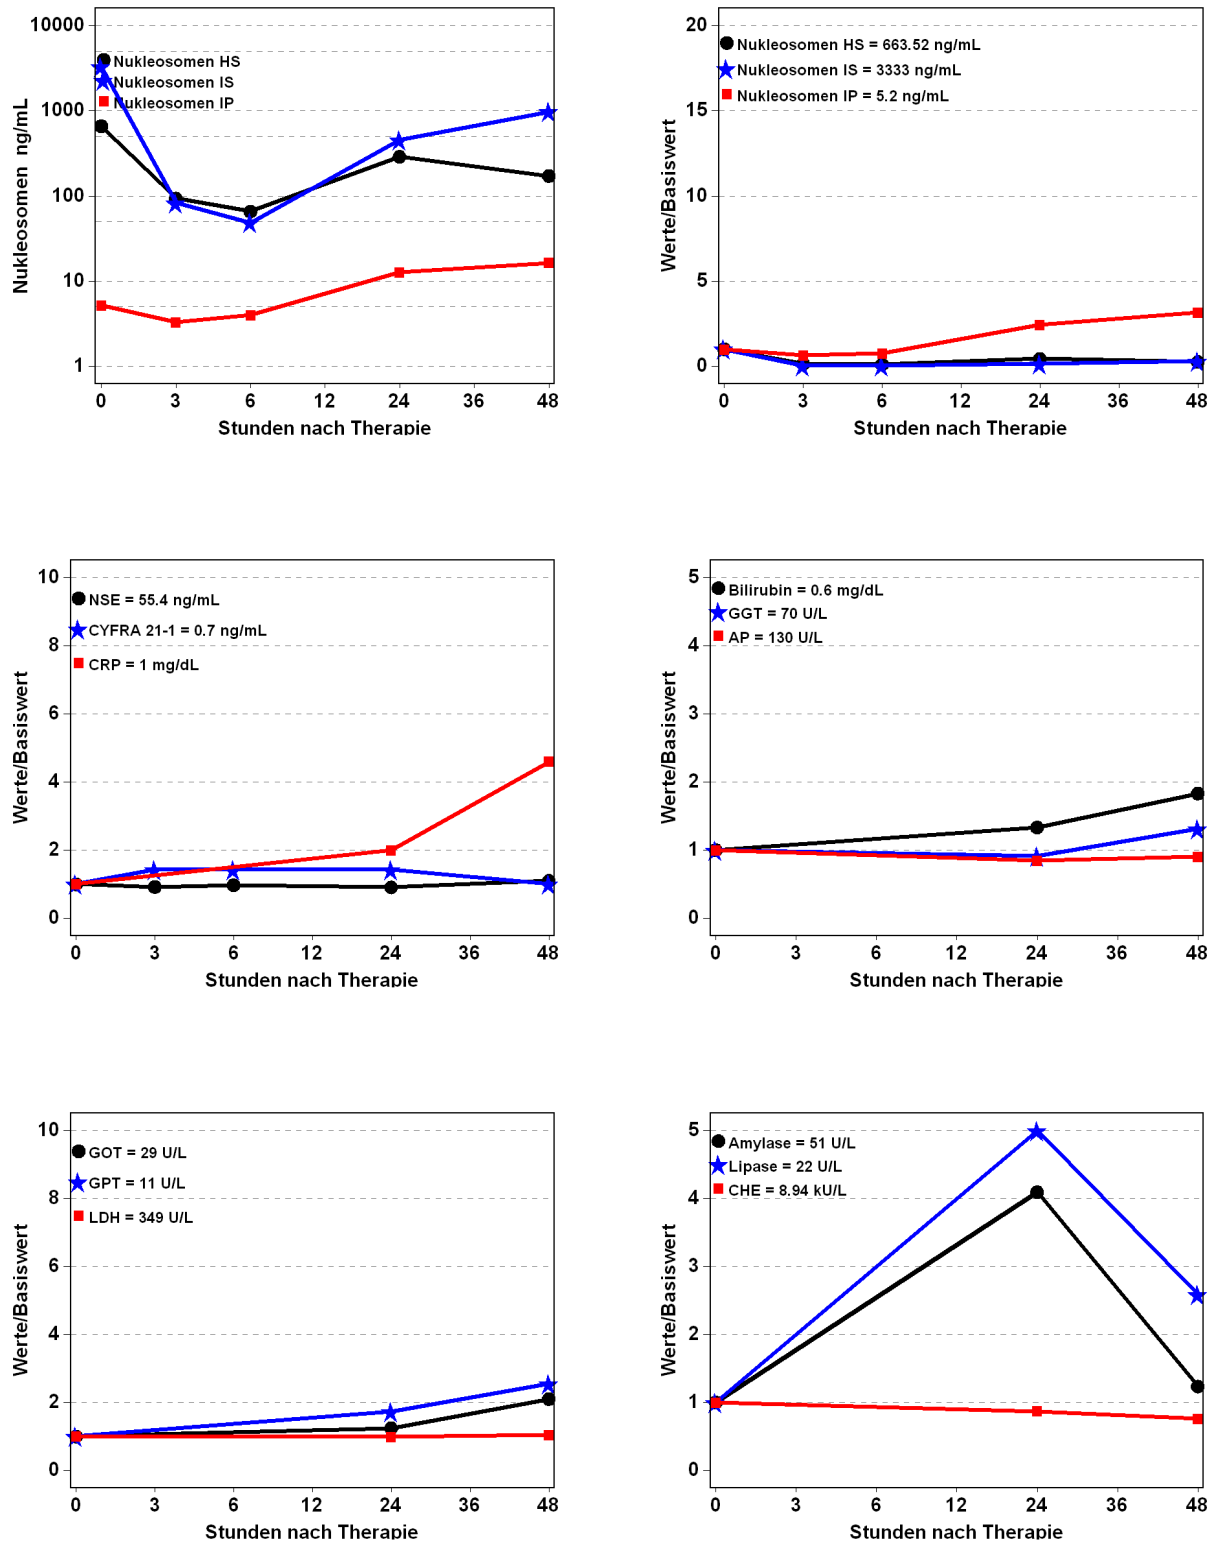 10000
1000
100
10
1
Nukleosomen ng/mL
Nukleosomen HS
Nukleosomen IS
Nukleosomen IP
0 3 6 12 24 36 48
Stunden nach Therapie
20
15
10
5
0
Werte/Basiswert
Nukleosomen HS = 663.52 ng/mL
Nukleosomen IS = 3333 ng/mL
Nukleosomen IP = 5.2 ng/mL
0 3 6 12 24 36 48
Stunden nach Therapie
10
8
6
4
2
0
Werte/Basiswert
NSE = 55.4 ng/mL
CYFRA 21-1 = 0.7 ng/mL
CRP = 1 mg/dL
0 3 6 12 24 36 48
Stunden nach Therapie
5
4
3
2
1
0
Werte/Basiswert
Bilirubin = 0.6 mg/dL
GGT = 70 U/L
AP = 130 U/L
0 3 6 12 24 36 48
Stunden nach Therapie
10
8
6
4
2
0
Werte/Basiswert
GOT = 29 U/L
GPT = 11 U/L
LDH = 349 U/L
0 3 6 12 24 36 48
Stunden nach Therapie
5
4
3
2
1
0
Werte/Basiswert
Amylase = 51 U/L
Lipase = 22 U/L
CHE = 8.94 kU/L
0 3 6 12 24 36 48
Stunden nach Therapie